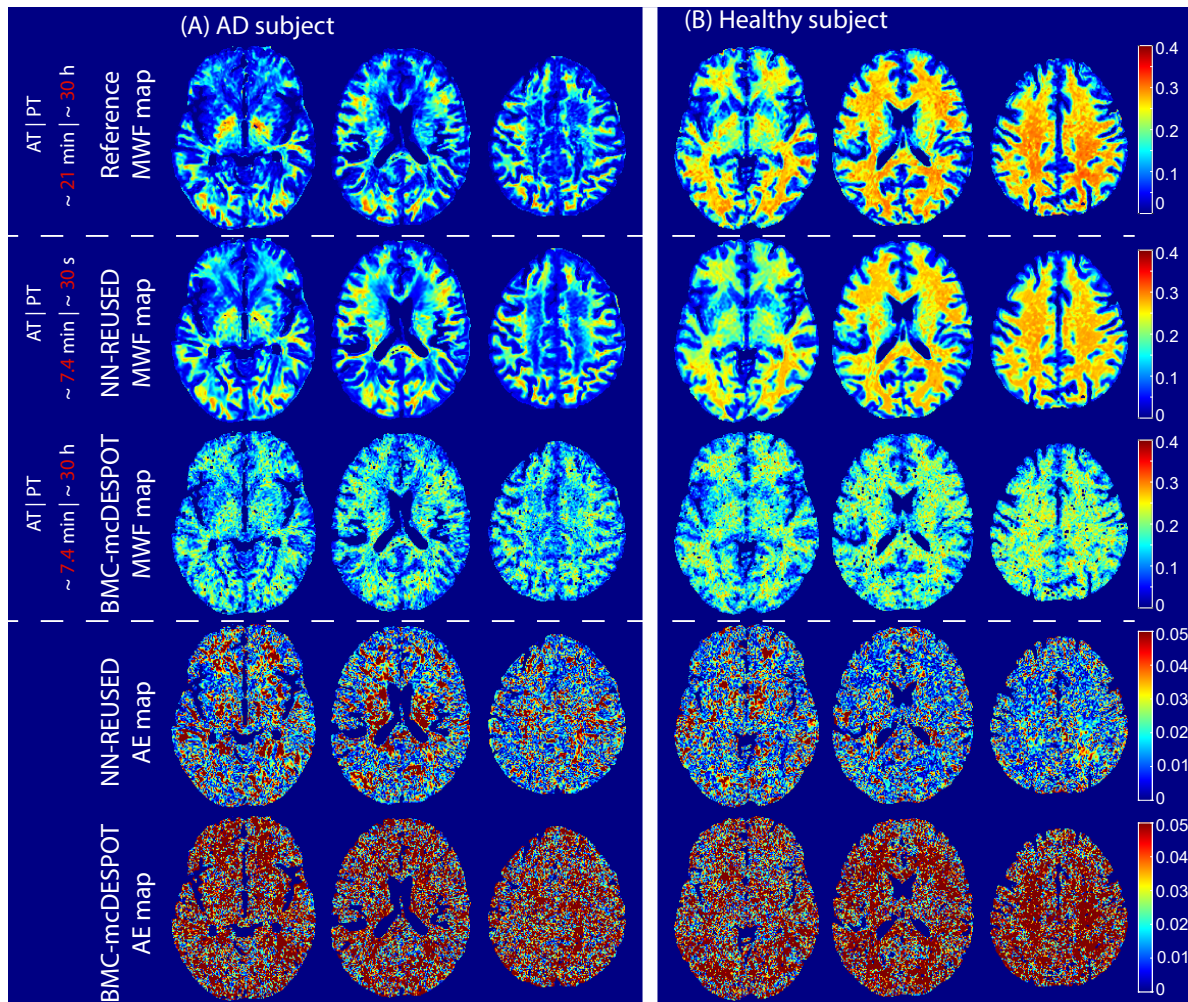 (A) AD subject
(B) Healthy subject
AT | PT
~ 21 min | ~ 30 h
Reference
MWF map
0.4
0.3
0.2
0.1
0
AT | PT
~ 7.4 min | ~ 30 s
NN-REUSED
MWF map
0.4
0.3
0.2
0.1
0
AT | PT
~ 7.4 min | ~ 30 h
BMC-mcDESPOT
MWF map
0.4
0.3
0.2
0.1
0
NN-REUSED
AE map
0.05
0.04
0.03
0.02
0.01
0
BMC-mcDESPOT
AE map
0.05
0.04
0.03
0.02
0.01
0